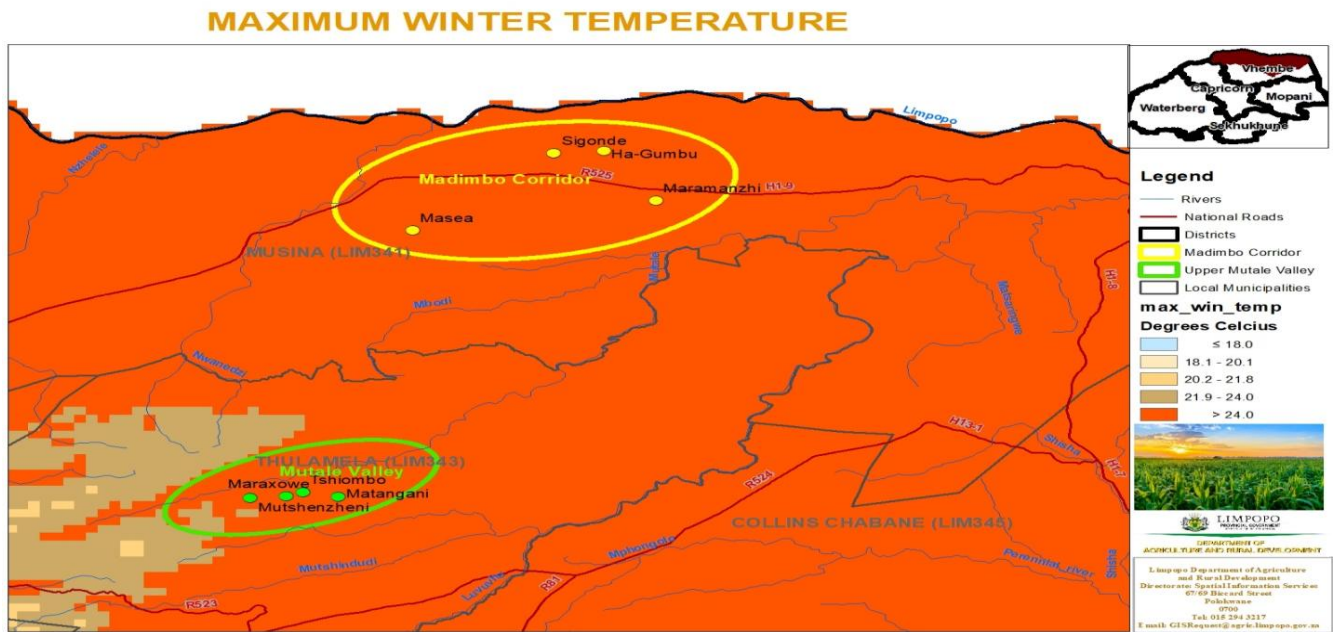 MAXIMUM WINTER TEMPERATURE
Limpopo
Nzhelele
Sigonde
Ha-Gumbu
Madimbo Corridor
R525
Maramanzhi
H1-9
Masea
MUSINA (LIM341)
Mutale
Mbodi
Matsaringwe
H1-8
Nwanedzi
THULAMELA (LIM343)
Mutale Valley
Maraxowe
Tshiombo
Matangani
Mutshenzheni
H13-1
Shisha
H1-7
R524
COLLINS CHABANE (LIM345)
Mutshindudi
Mphongolo
Luvuvhu
R81
Perennial_river
Shisha
R523
Vhembe
Capricorn
Mopani
Waterberg
Sekhukhune
Legend
Rivers
National Roads
Districts
Madimbo Corridor
Upper Mutale Valley
Local Municipalities
max_win_temp
Degrees Celcius
≤ 18.0
18.1 - 20.1
20.2 - 21.8
21.9 - 24.0
> 24.0
LIMPOPO
PROVINCIAL GOVERNMENT
DEPARTMENT OF
AGRICULTURE AND RURAL DEVELOPMENT
Limpopo Department of Agriculture
and Rural Development
Directorate: Spatial Information Services
67/69 Biccard Street
Polokwane
0700
Tel: 015 294 3217
Email: GISRequest@agric.limpopo.gov.za